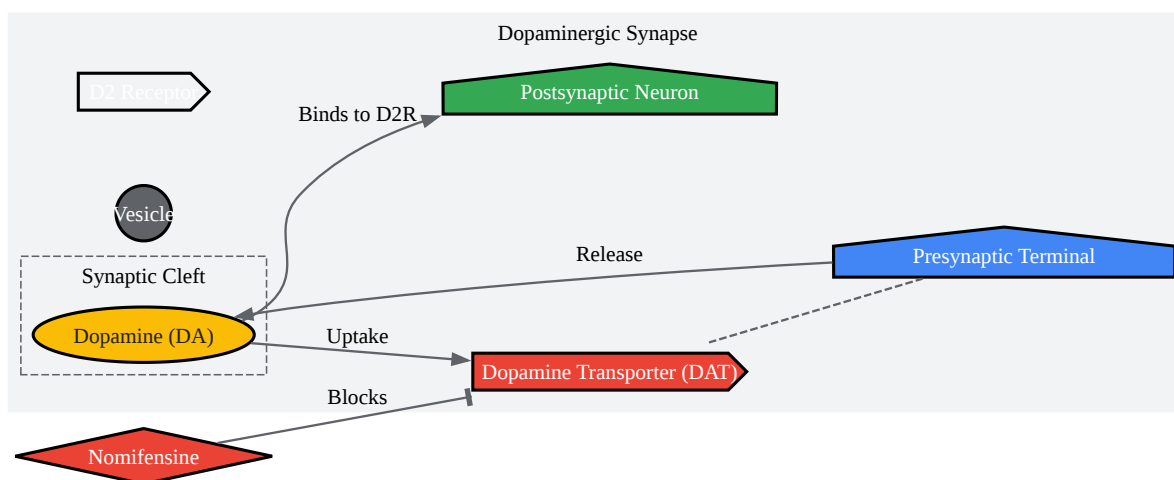 Dopaminergic Synapse
D2 Receptor
Postsynaptic Neuron
Binds to D2R
Vesicle
Synaptic Cleft
Release
Presynaptic Terminal
Dopamine (DA)
Uptake
Dopamine Transporter (DAT)
Blocks
Nomifensine